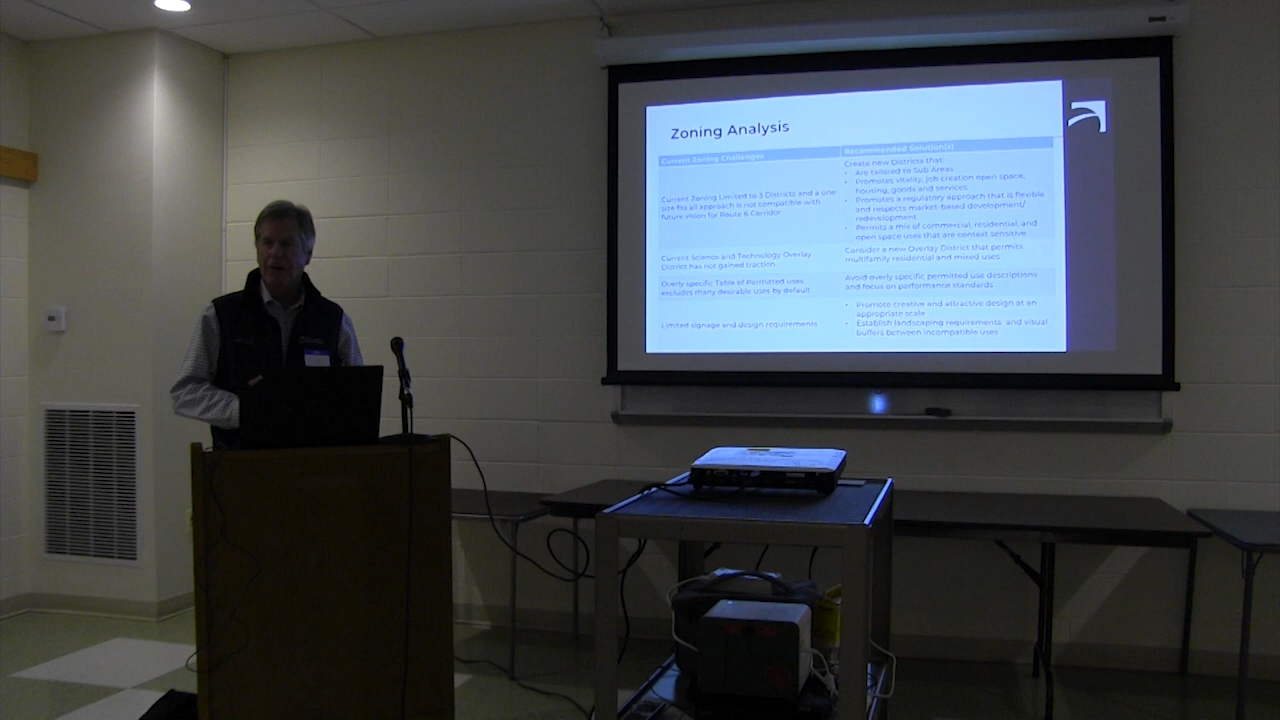 Zoning Analysis
Current Zoning Challenges
Recommended Solution(s)
Current Zoning Limited to 3 Districts and a one
size fits all approach is not compatible with
future vision for Route 6 Corridor
Create new Districts that:
• Are tailored to Sub Areas
• Promotes vitality, job creation open space,
housing, goods and services
• Promotes a regulatory approach that is flexible
and respects market-based development/
redevelopment
• Permits a mix of commercial, residential, and
open space uses that are context sensitive
Current Science and Technology Overlay
District has not gained traction
Consider a new Overlay District that permits
multifamily residential and mixed uses
Overly specific Table of Permitted uses
excludes many desirable uses by default
Avoid overly specific permitted use descriptions
and focus on performance standards
Limited signage and design requirements
• Promote creative and attractive design at an
appropriate scale
• Establish landscaping requirements and visual
buffers between incompatible uses